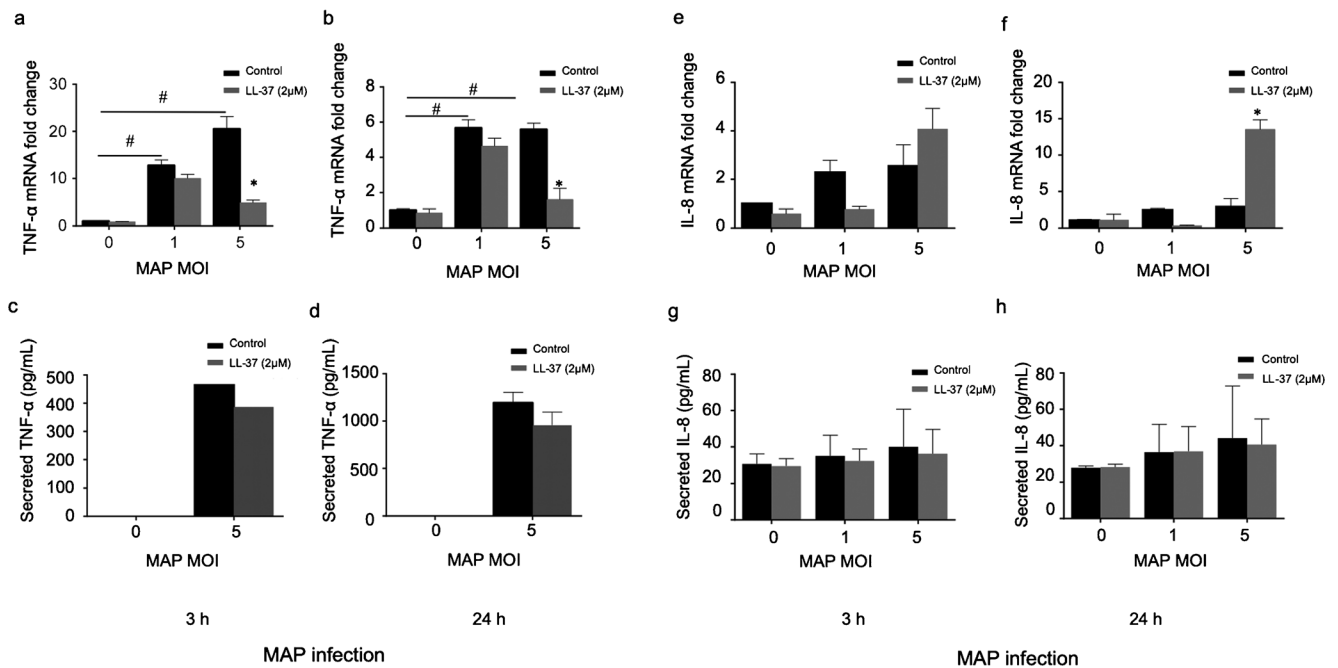 a
TNF-α mRNA fold change
30
20
10
0
#
#
*
Control
LL-37 (2μM)
0 1 5
MAP MOI
b
TNF-α mRNA fold change
8
6
4
2
0
#
#
*
Control
LL-37 (2μM)
0 1 5
MAP MOI
c
Secreted TNF-α (pg/mL)
500
400
300
200
100
0
Control
LL-37 (2μM)
0 5
MAP MOI
d
Secreted TNF-α (pg/mL)
1500
1000
500
0
Control
LL-37 (2μM)
0 5
MAP MOI
3 h 24 h
MAP infection
e
IL-8 mRNA fold change
6
4
2
0
Control
LL-37 (2μM)
0 1 5
MAP MOI
f
IL-8 mRNA fold change
15
10
5
0
*
Control
LL-37 (2μM)
0 1 5
MAP MOI
g
Secreted IL-8 (pg/mL)
80
60
40
20
0
Control
LL-37 (2μM)
0 1 5
MAP MOI
h
Secreted IL-8 (pg/mL)
80
60
40
20
0
Control
LL-37 (2μM)
0 1 5
MAP MOI
3 h 24 h
MAP infection